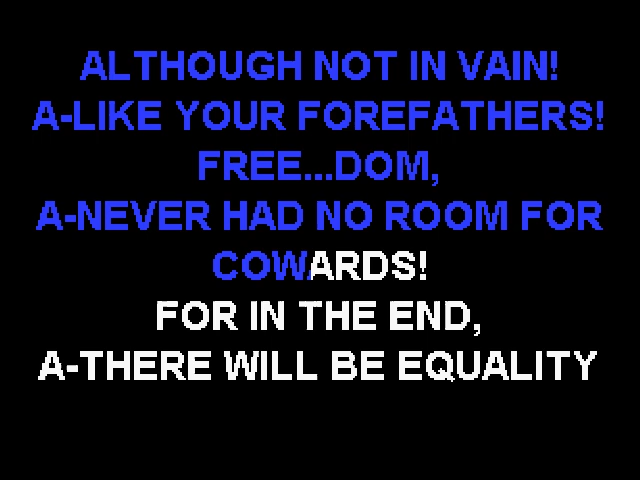 ALTHOUGH NOT IN VAIN!
A-LIKE YOUR FOREFATHERS!
FREE...DOM,
A-NEVER HAD NO ROOM FOR
COWARDS!
FOR IN THE END,
A-THERE WILL BE EQUALITY